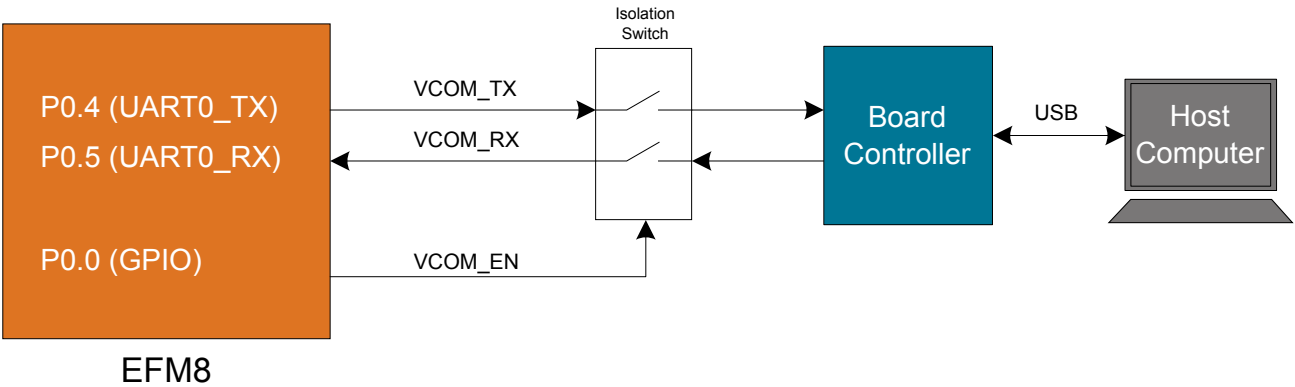 Isolation
Switch
P0.4 (UART0_TX)
VCOM_TX
P0.5 (UART0_RX)
VCOM_RX
Board
Controller
USB
Host
Computer
P0.0 (GPIO)
VCOM_EN
EFM8